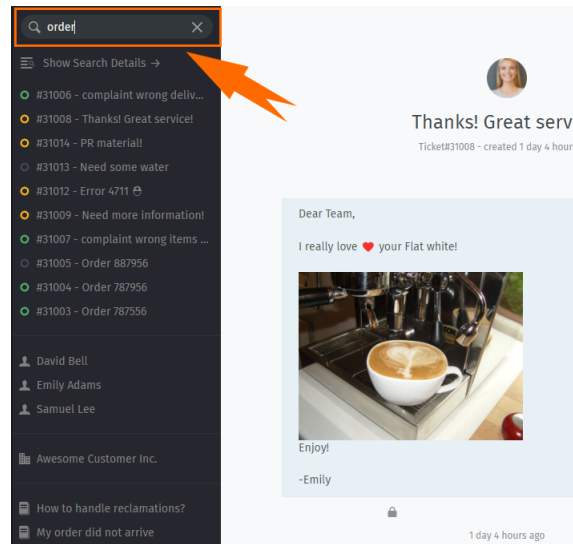 order
Show Search Details →
#31006 - complaint wrong deliv...
#31008 - Thanks! Great service!
#31014 - PR material!
#31013 - Need some water
#31012 - Error 4711
#31009 - Need more information!
#31007 - complaint wrong items ...
#31005 - Order 887956
#31004 - Order 787956
#31003 - Order 787556
David Bell
Emily Adams
Samuel Lee
Awesome Customer Inc.
How to handle reclamations?
My order did not arrive
Thanks! Great serv
Ticket#31008 - created 1 day 4 hour
Dear Team,
I really love ❤ your Flat white!
Enjoy!
-Emily
1 day 4 hours ago